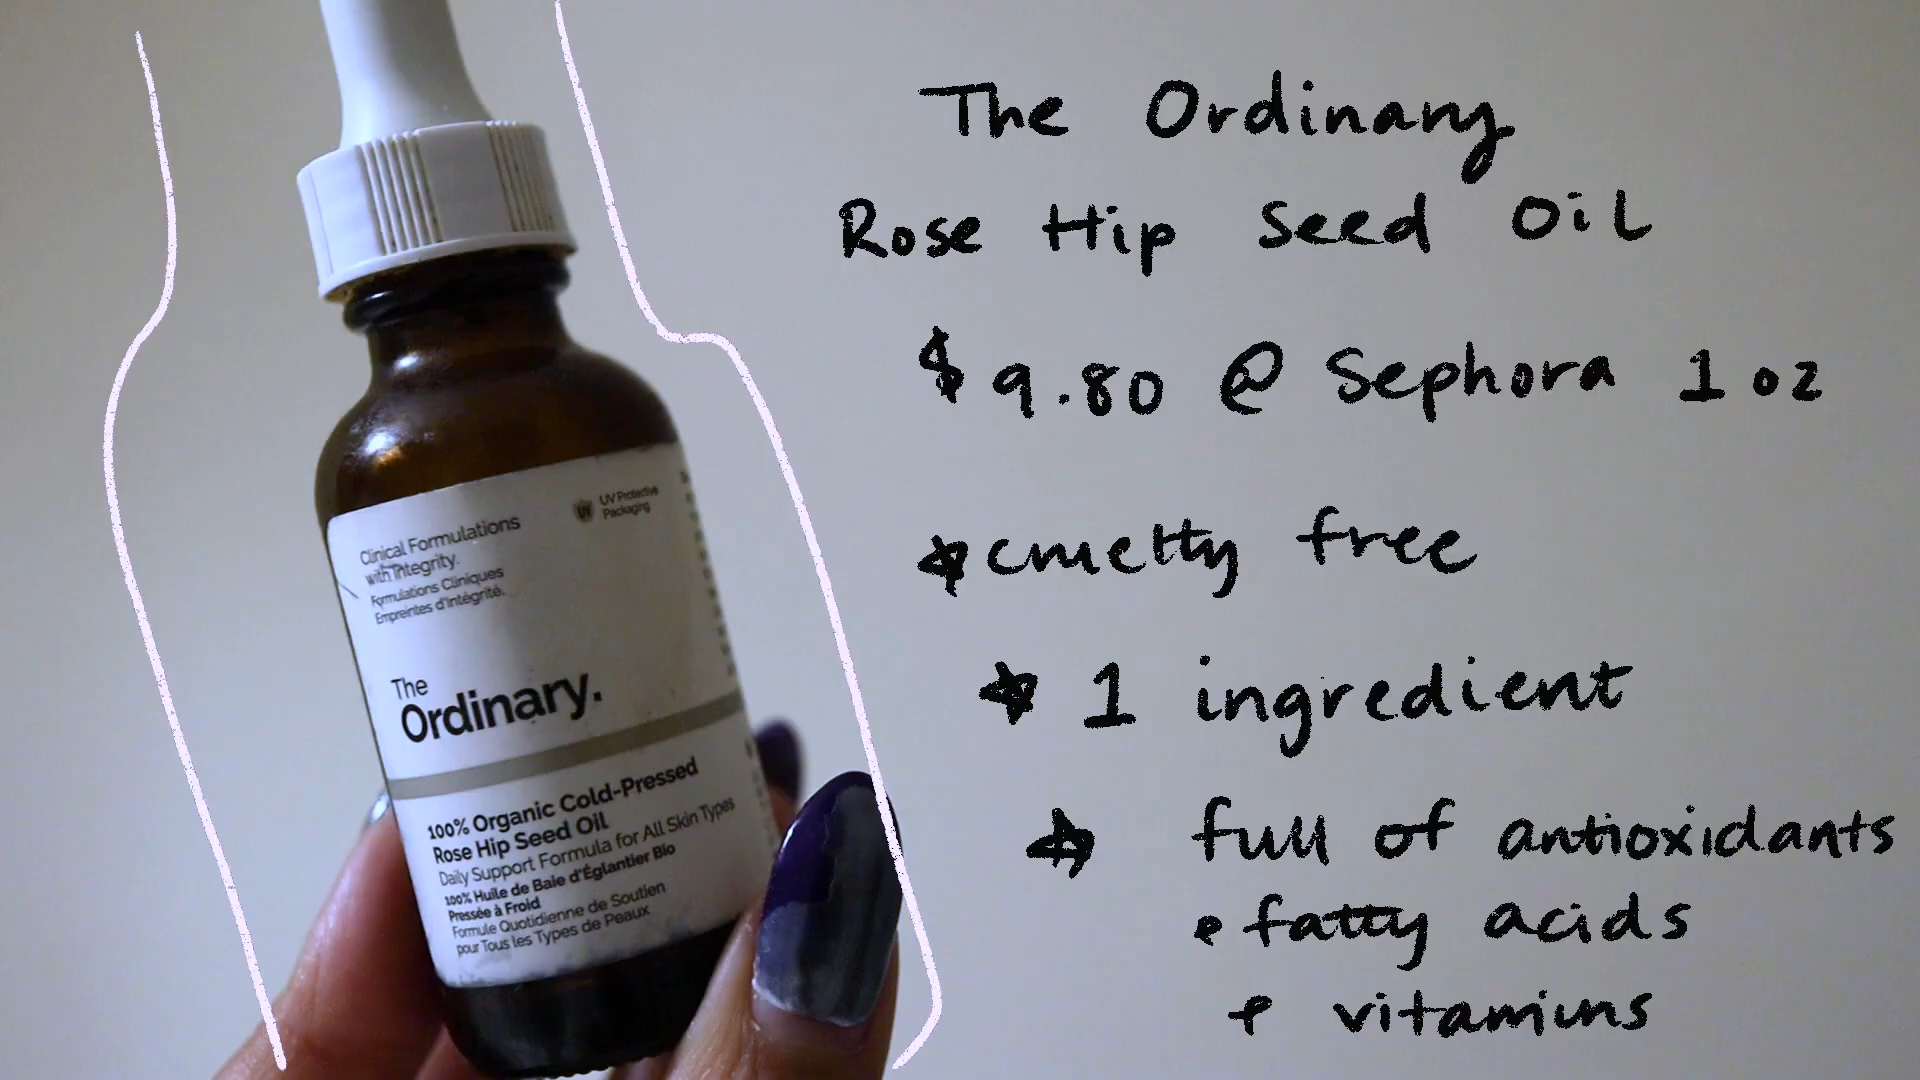 UV UV Protective
Packaging
Clinical Formulations
with Integrity.
Formulations Cliniques
Empreintes d'intégrité.
The
Ordinary.
100% Organic Cold-Pressed
Rose Hip Seed Oil
Daily Support Formula for All Skin Types
100% Huile de Baie d'Églantier Bio
Pressée à Froid
Formule Quotidienne de Soutien
pour Tous les Types de Peaux
The Ordinary
Rose Hip Seed Oil
$9.80 @ Sephora 1 oz
cruelty free
1 ingredient
full of antioxidants
fatty acids
+ vitamins